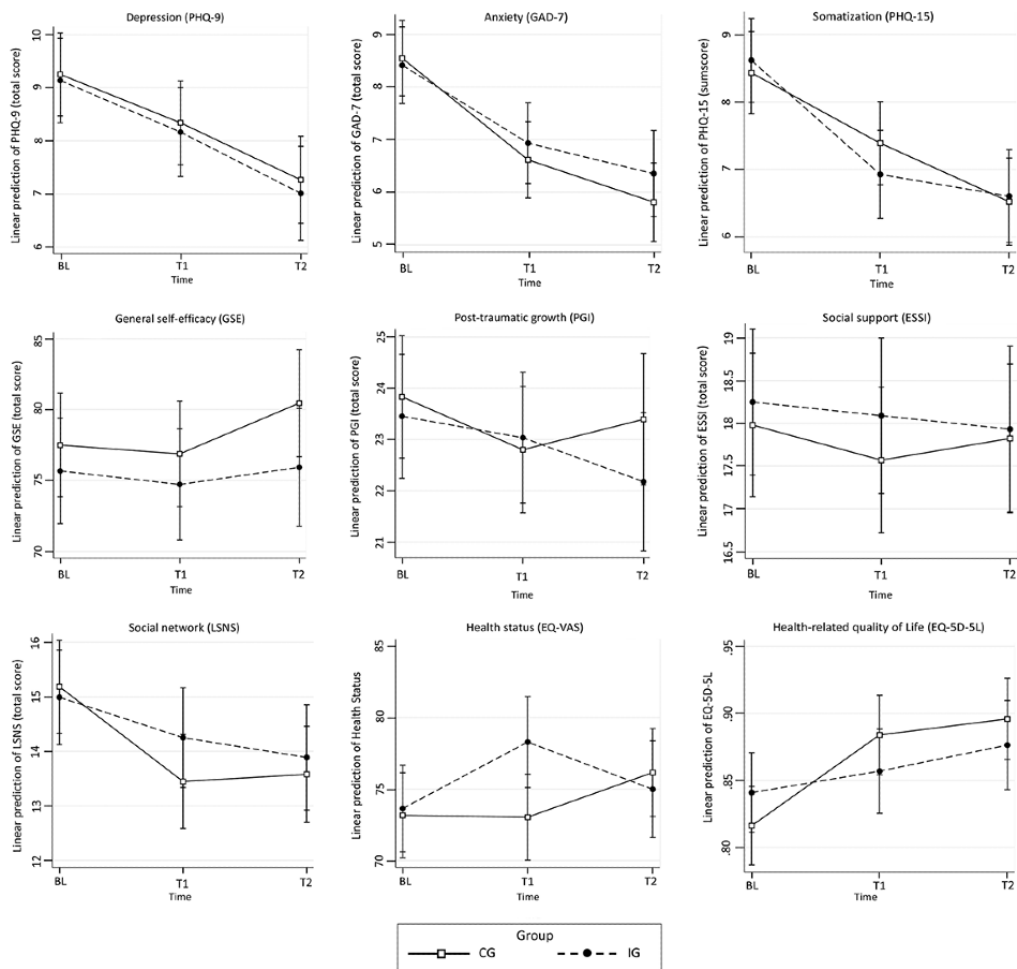 Depression (PHQ-9)
Linear prediction of PHQ-9 (total score)
10
9
8
7
6
BL
T1
T2
Time
Anxiety (GAD-7)
Linear prediction of GAD-7 (total score)
9
8
7
6
5
BL
T1
T2
Time
Somatization (PHQ-15)
Linear prediction of PHQ-15 (sumscore)
9
8
7
6
BL
T1
T2
Time
General self-efficacy (GSE)
Linear prediction of GSE (total score)
85
80
75
70
BL
T1
T2
Time
Post-traumatic growth (PGI)
Linear prediction of PGI (total score)
25
24
23
22
21
BL
T1
T2
Time
Social support (ESSI)
Linear prediction of ESSI (total score)
19
18.5
18
17.5
17
16.5
BL
T1
T2
Time
Social network (LSNS)
Linear prediction of LSNS (total score)
16
15
14
13
12
BL
T1
T2
Time
Health status (EQ-VAS)
Linear prediction of Health Status
85
80
75
70
BL
T1
T2
Time
Health-related quality of Life (EQ-5D-5L)
Linear prediction of EQ-5D-5L
.95
.90
.85
.80
BL
T1
T2
Time
Group
CG
IG